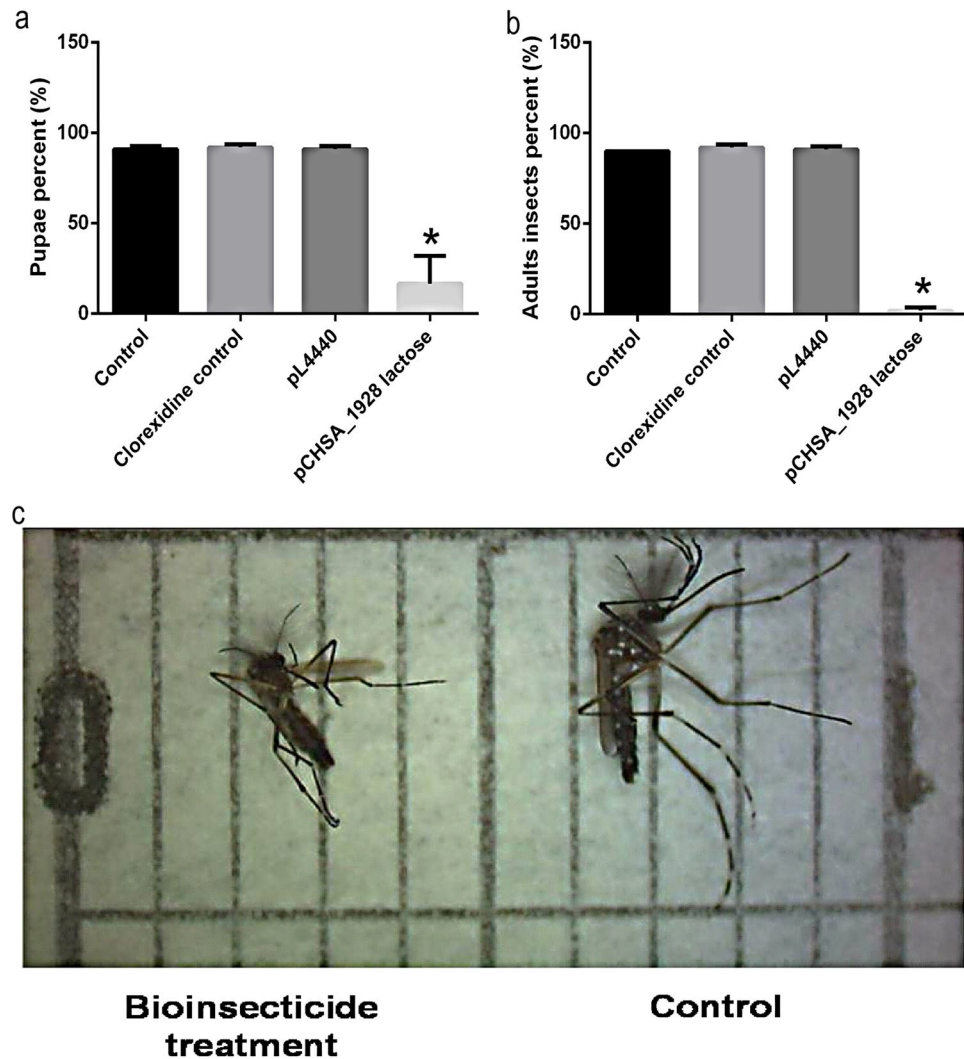 a
150
100
50
0
Pupae percent (%)
Control
Clorexidine control
pL4440
pCHSA_1928 lactose
*
b
150
100
50
0
Adults insects percent (%)
Control
Clorexidine control
pL4440
pCHSA_1928 lactose
*
c
0
Bioinsecticide
treatment
Control